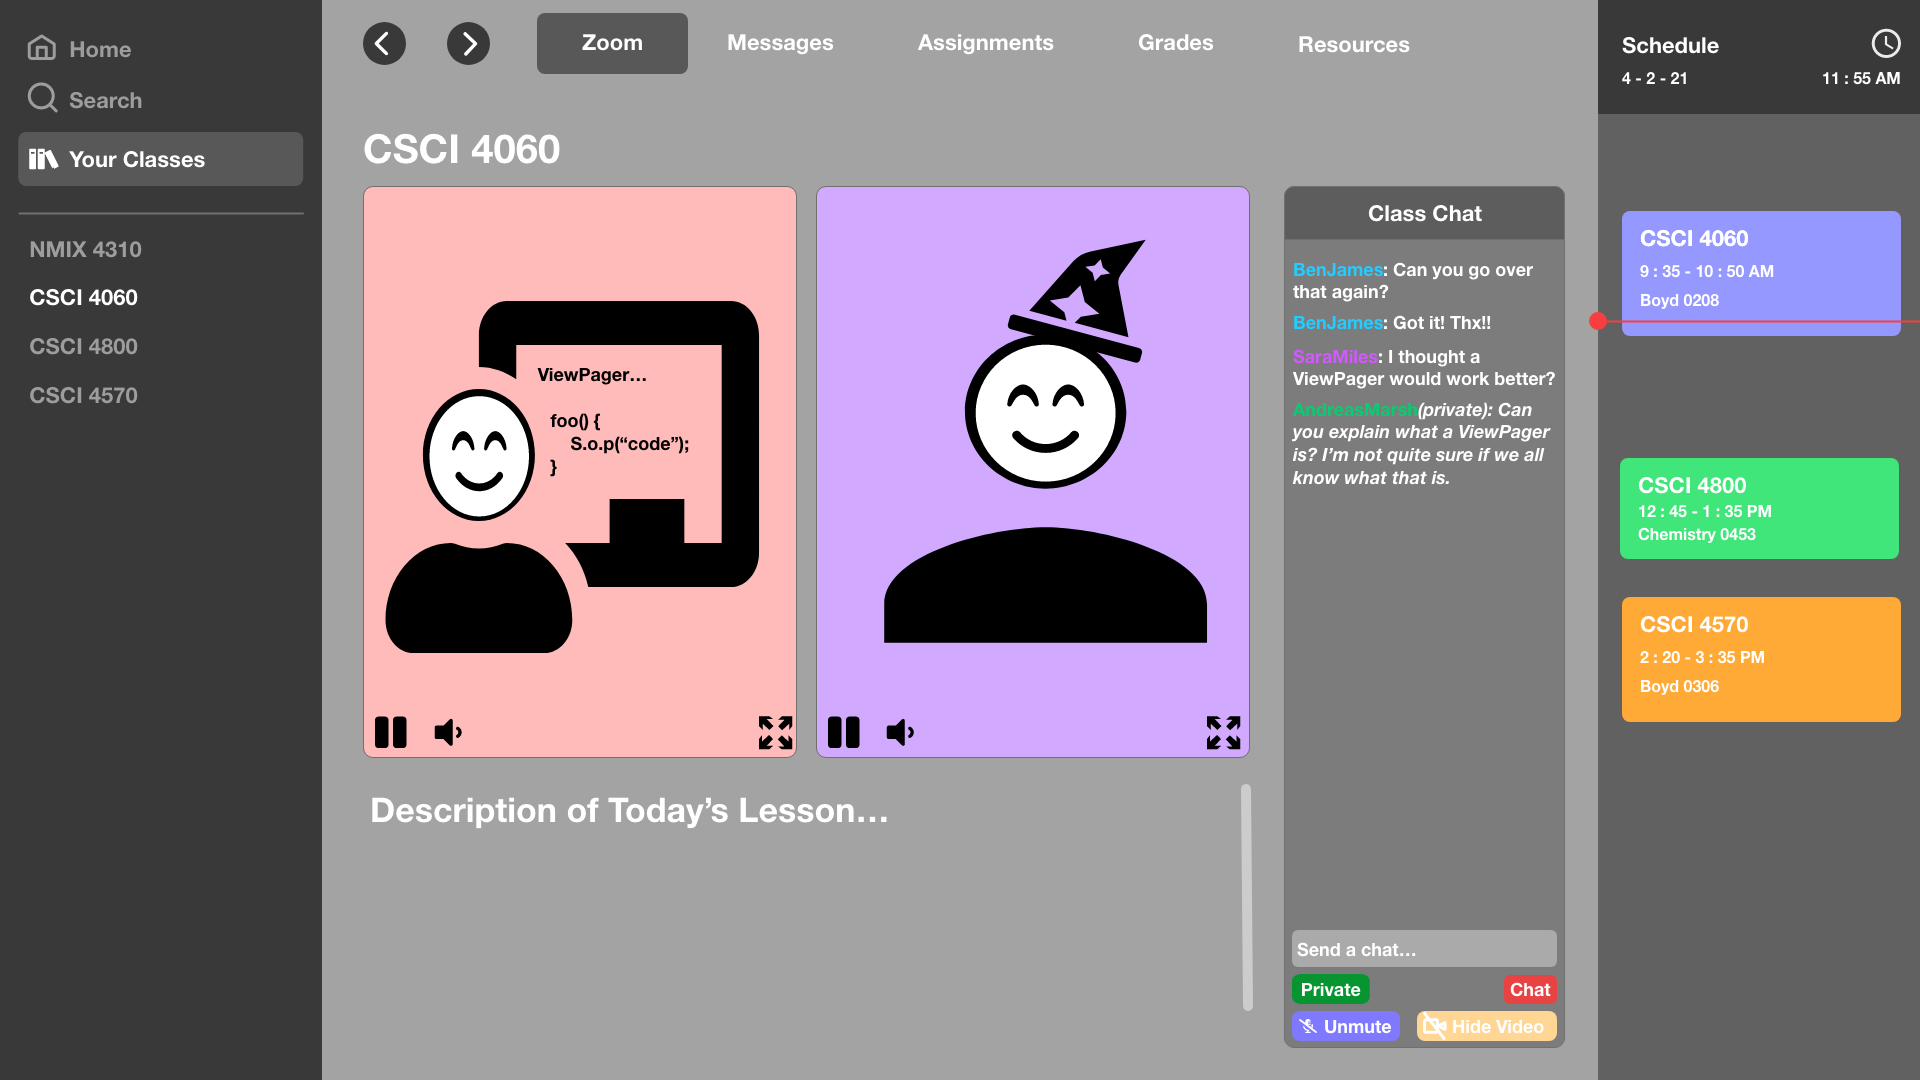 Home
Search
Your Classes
NMIX 4310
CSCI 4060
CSCI 4800
CSCI 4570
Zoom
Messages
Assignments
Grades
Resources
CSCI 4060
ViewPager...
foo() {
S.o.p(“code”);
}
Description of Today’s Lesson...
Class Chat
BenJames: Can you go over
that again?
BenJames: Got it! Thx!!
SaraMiles: I thought a
ViewPager would work better?
AndreasMarsh(private): Can
you explain what a ViewPager
is? I’m not quite sure if we all
know what that is.
Send a chat...
Private
Chat
Unmute
Hide Video
Schedule
4 - 2 - 21
11 : 55 AM
CSCI 4060
9 : 35 - 10 : 50 AM
Boyd 0208
CSCI 4800
12 : 45 - 1 : 35 PM
Chemistry 0453
CSCI 4570
2 : 20 - 3 : 35 PM
Boyd 0306